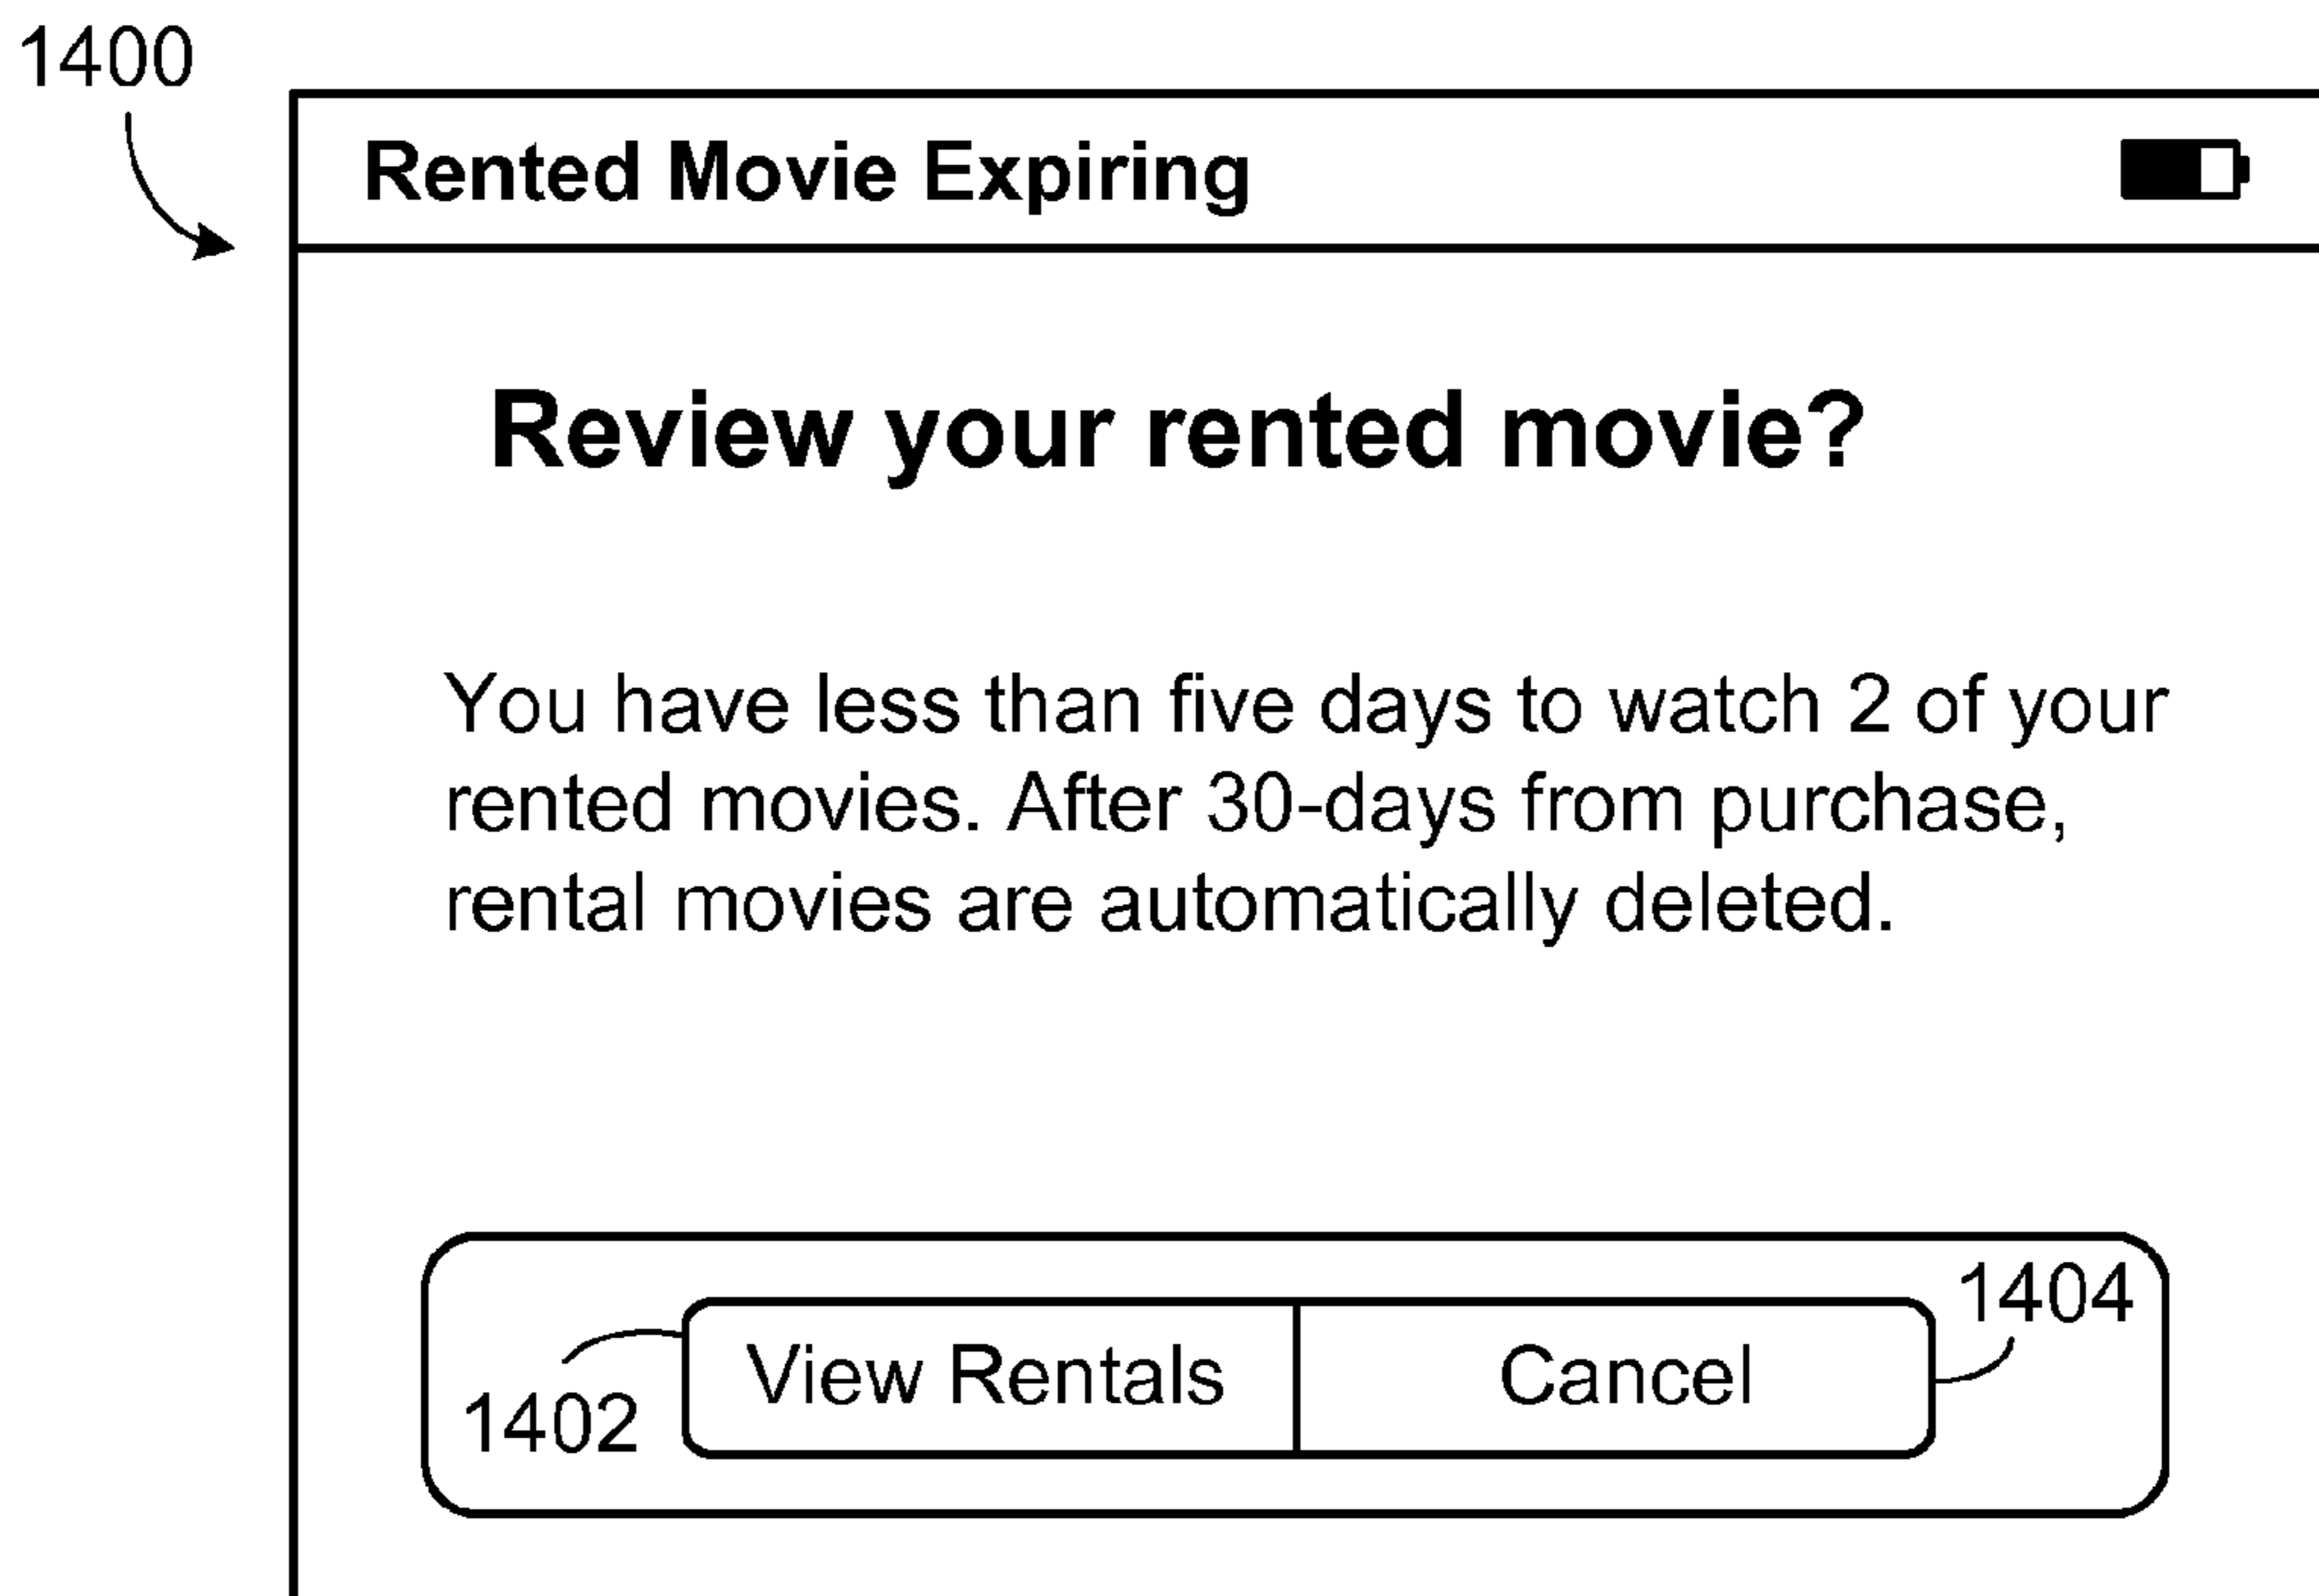 1400
Rented Movie Expiring
Review your rented movie?
You have less than five days to watch 2 of your
rented movies. After 30-days from purchase,
rental movies are automatically deleted.
1404
View Rentals
Cancel
1402